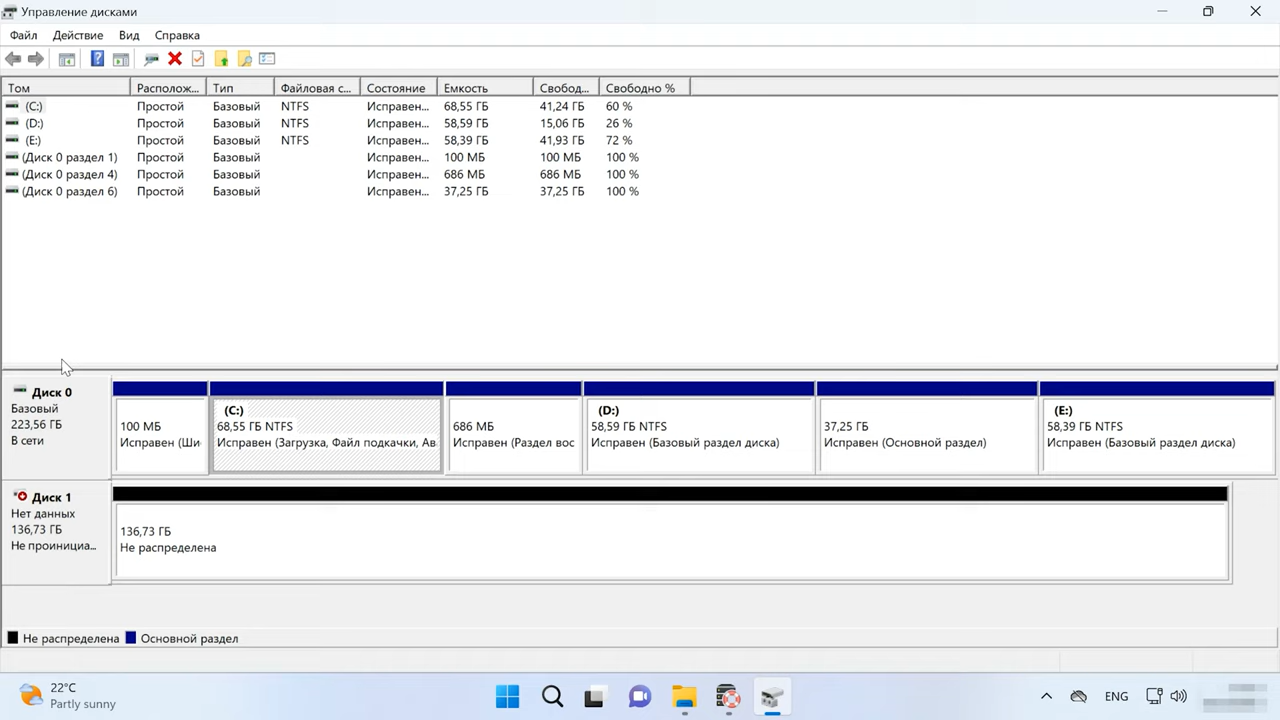 Управление дисками
Файл Действие Вид Справка
Том Располож... Тип Файловая с... Состояние Емкость Свобод... Свободно %
(C:) Простой Базовый NTFS Исправен... 68,55 ГБ 41,24 ГБ 60 %
(D:) Простой Базовый NTFS Исправен... 58,59 ГБ 15,06 ГБ 26 %
(E:) Простой Базовый NTFS Исправен... 58,39 ГБ 41,93 ГБ 72 %
(Диск 0 раздел 1) Простой Базовый Исправен... 100 МБ 100 МБ 100 %
(Диск 0 раздел 4) Простой Базовый Исправен... 686 МБ 686 МБ 100 %
(Диск 0 раздел 6) Простой Базовый Исправен... 37,25 ГБ 37,25 ГБ 100 %
Диск 0
Базовый
223,56 ГБ
В сети
100 МБ
Исправен (Ши
(C:)
68,55 ГБ NTFS
Исправен (Загрузка, Файл подкачки, Ав
686 МБ
Исправен (Раздел вос
(D:)
58,59 ГБ NTFS
Исправен (Базовый раздел диска)
37,25 ГБ
Исправен (Основной раздел)
(E:)
58,39 ГБ NTFS
Исправен (Базовый раздел диска)
Диск 1
Нет данных
136,73 ГБ
Не проинициа...
136,73 ГБ
Не распределена
Не распределена Основной раздел
22°C
Partly sunny
ENG